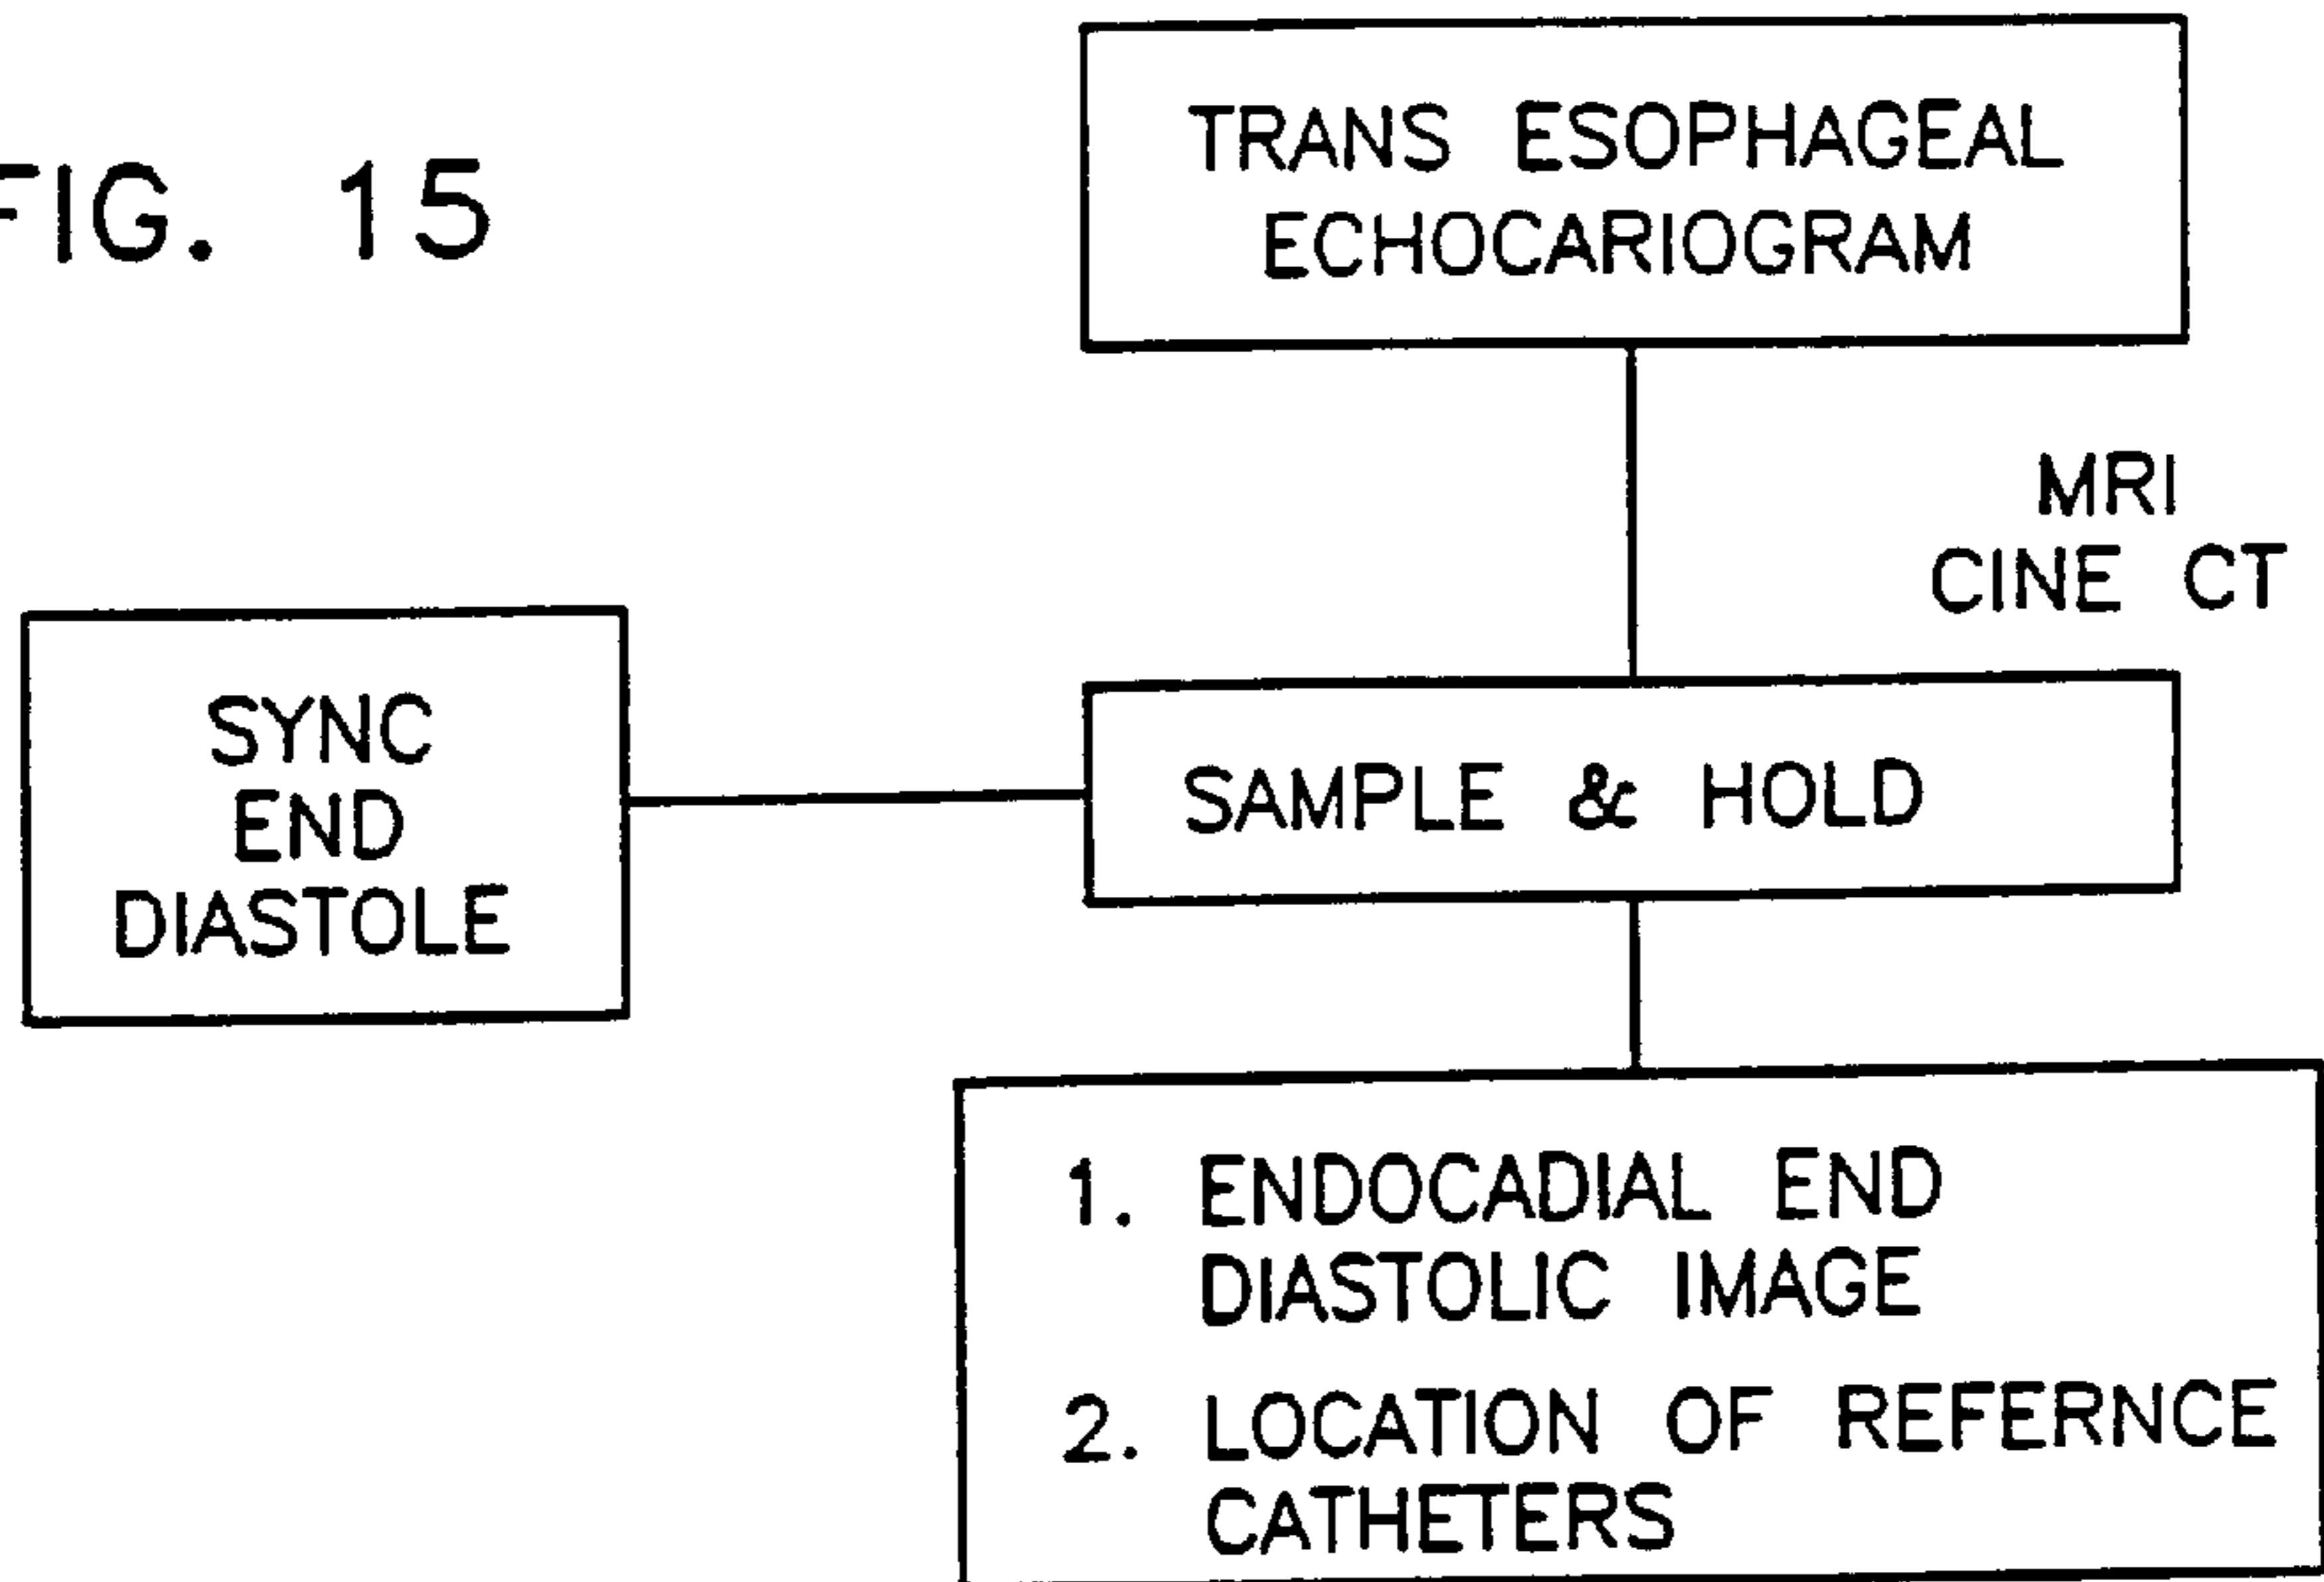 FIG. 15
TRANS ESOPHAGEAL
ECHOCARIOGRAM
MRI
CINE CT
SYNC
END
DIASTOLE
SAMPLE & HOLD
1. ENDOCADIAL END
DIASTOLIC IMAGE
2. LOCATION OF REFERNCE
CATHETERS